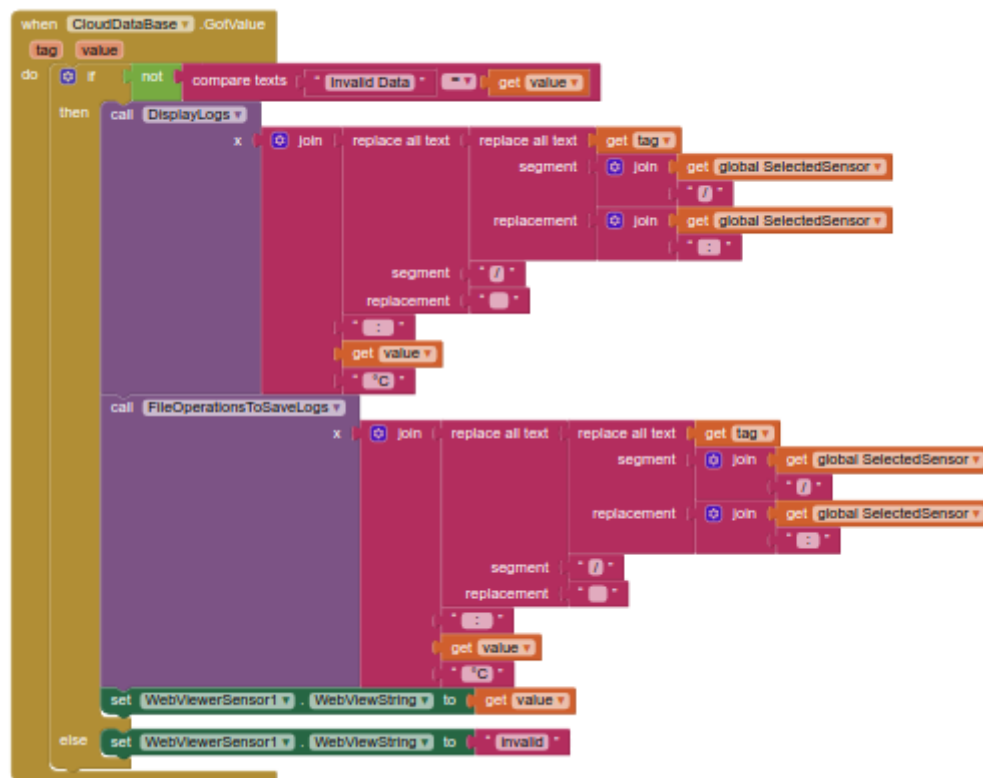 when CloudDataBase .GotValue
tag value
do if not compare texts " Invalid Data " = get value
then call DisplayLogs
x join replace all text replace all text get tag
segment join get global SelectedSensor
" / "
replacement join get global SelectedSensor
" : "
segment " / "
replacement " "
" : "
get value
" °C "
call FileOperationsToSaveLogs
x join replace all text replace all text get tag
segment join get global SelectedSensor
" / "
replacement join get global SelectedSensor
" : "
segment " / "
replacement " "
" : "
get value
" °C "
set WebViewerSensor1 . WebViewString to get value
else set WebViewerSensor1 . WebViewString to " Invalid "